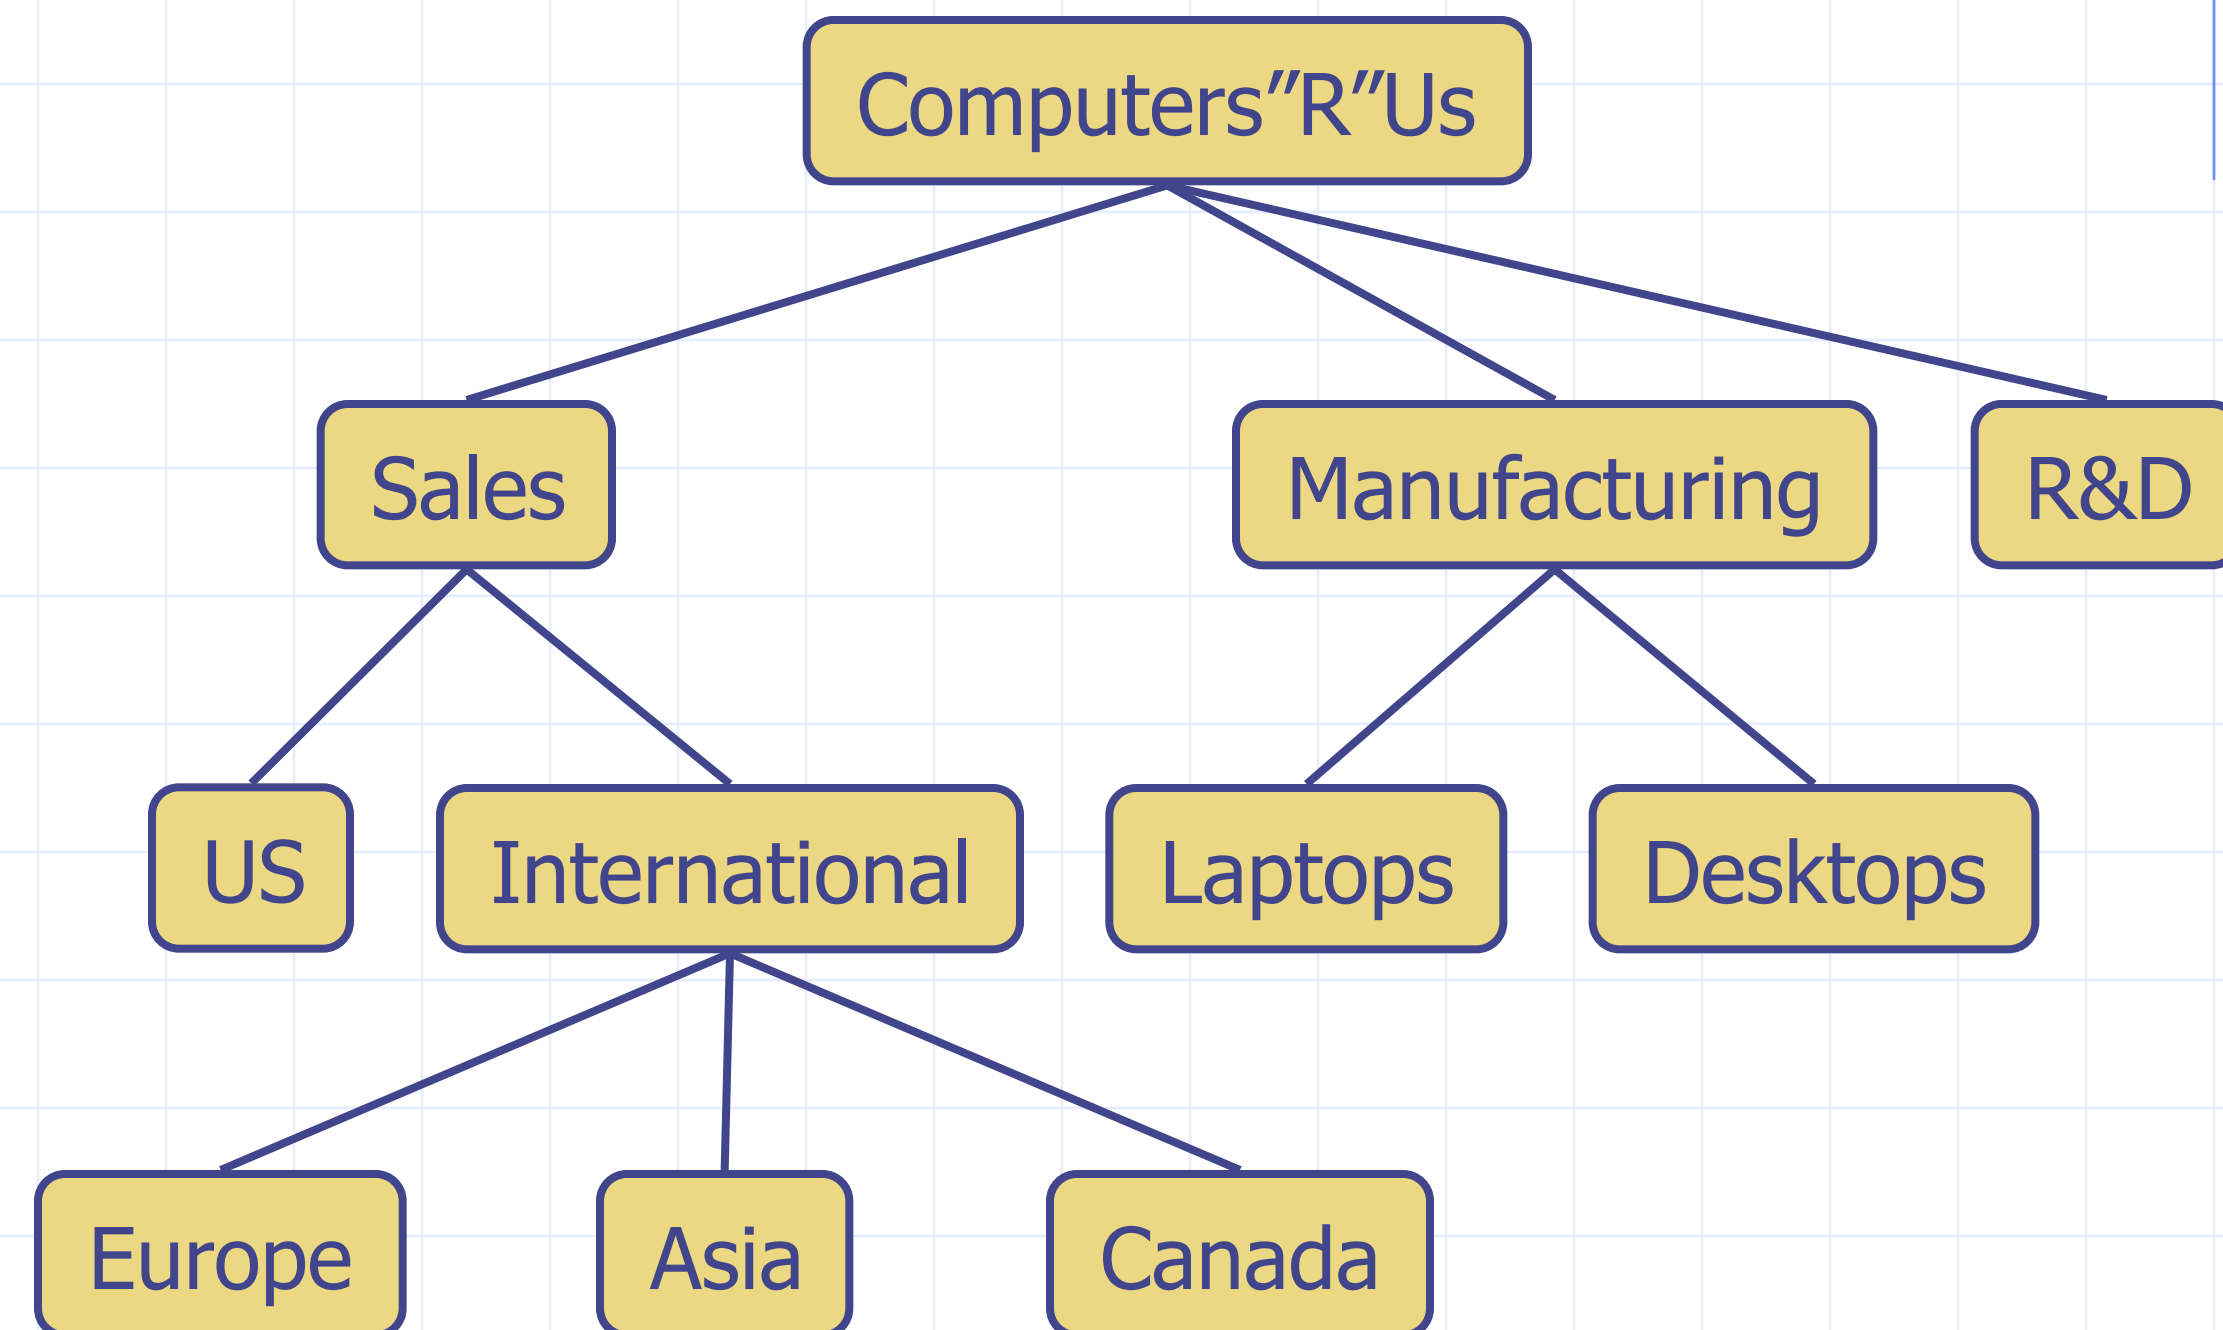 Computers”R”Us
Sales
Manufacturing
R&D
US
International
Laptops
Desktops
Europe
Asia
Canada